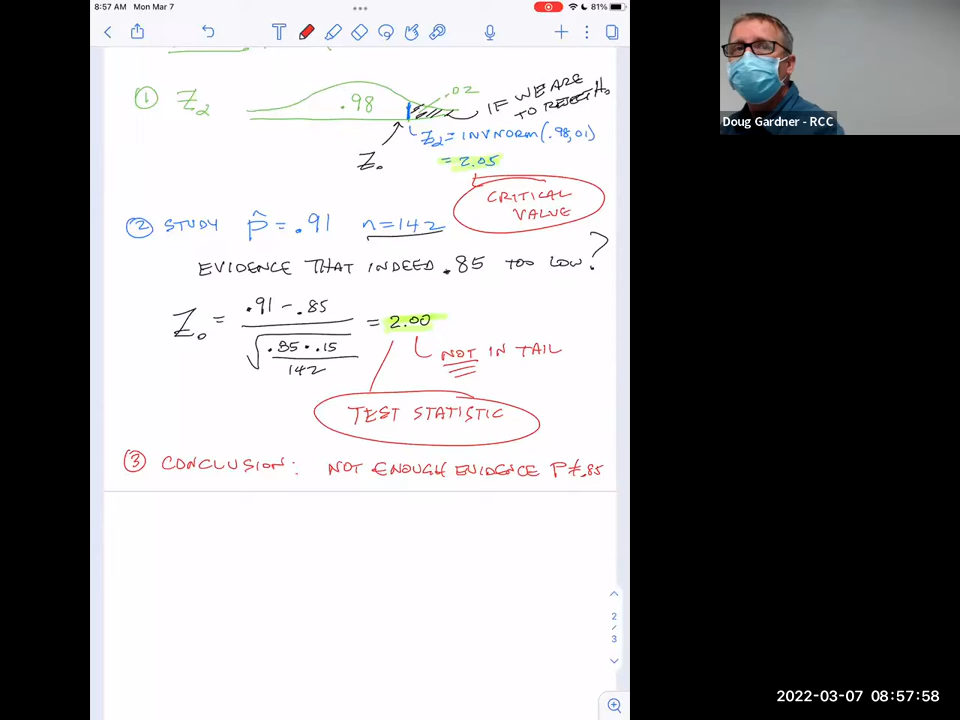 8:57 AM Mon Mar 7
81%
① Z₂ .98 .02 IF WE ARE
TO REJECT H₀
Z₂ = INVNORM(.98,0,1)
Z₀
= 2.05
CRITICAL
VALUE
② STUDY p̂ = .91 n=142
EVIDENCE THAT INDEED .85 TOO LOW?
Z₀ = .91 - .85 / √(.85 · .15 / 142) = 2.00
NOT IN TAIL
TEST STATISTIC
③ CONCLUSION: NOT ENOUGH EVIDENCE P≠.85
2
3
Doug Gardner - RCC
2022-03-07 08:57:58